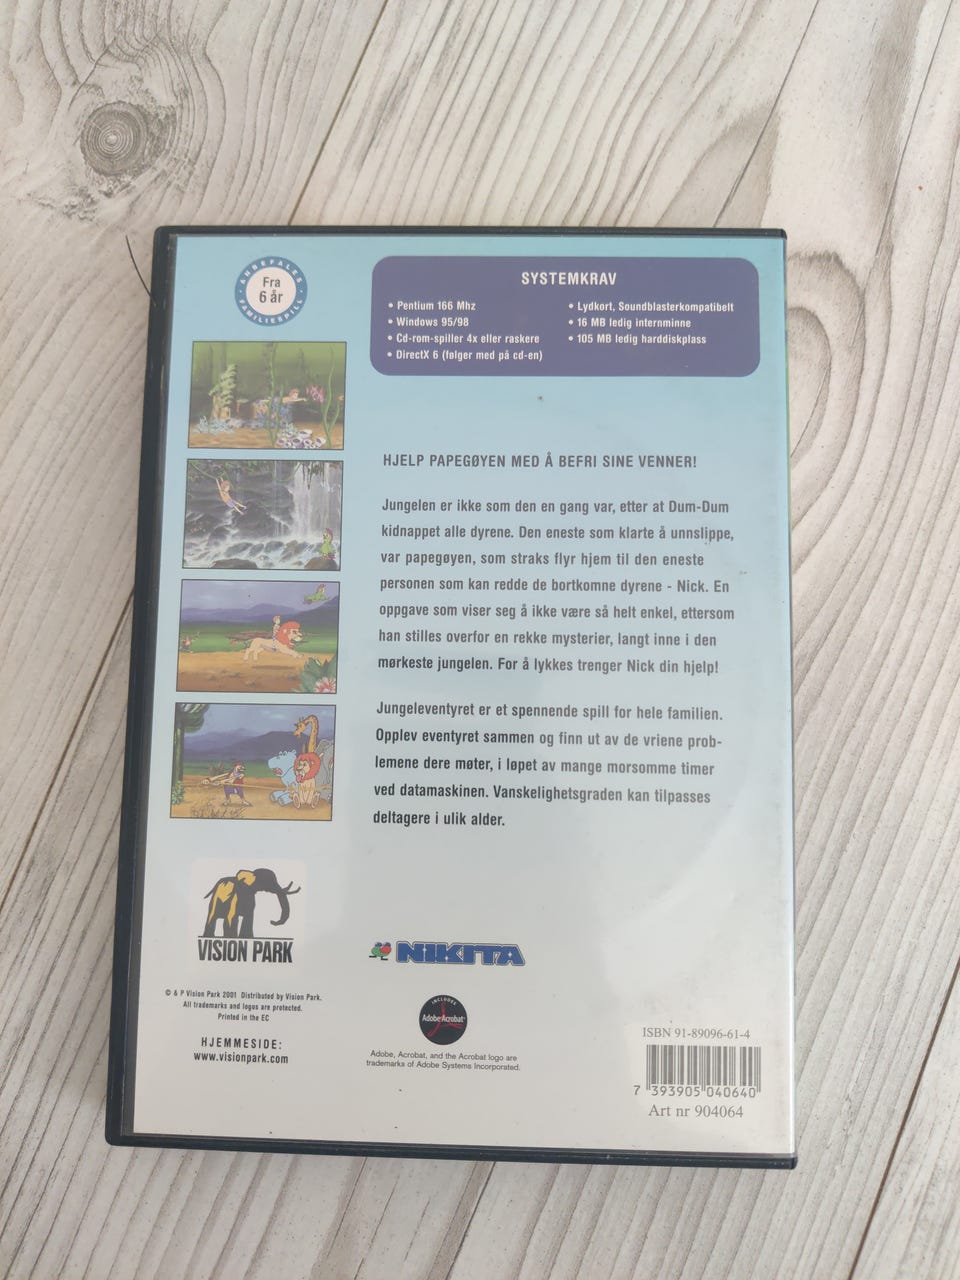 ANBEFALES
Fra
6 år
FAMILIESPILL
SYSTEMKRAV
• Pentium 166 Mhz
• Windows 95/98
• Cd-rom-spiller 4x eller raskere
• DirectX 6 (følger med på cd-en)
• Lydkort, Soundblasterkompatibelt
• 16 MB ledig internminne
• 105 MB ledig harddiskplass
HJELP PAPEGØYEN MED Å BEFRI SINE VENNER!
Jungelen er ikke som den en gang var, etter at Dum-Dum
kidnappet alle dyrene. Den eneste som klarte å unnslippe,
var papegøyen, som straks flyr hjem til den eneste
personen som kan redde de bortkomne dyrene - Nick. En
oppgave som viser seg å ikke være så helt enkel, ettersom
han stilles overfor en rekke mysterier, langt inne i den
mørkeste jungelen. For å lykkes trenger Nick din hjelp!
Jungeleventyret er et spennende spill for hele familien.
Opplev eventyret sammen og finn ut av de vriene prob-
lemene dere møter, i løpet av mange morsomme timer
ved datamaskinen. Vanskelighetsgraden kan tilpasses
deltagere i ulik alder.
VISION PARK
© & P Vision Park 2001 Distributed by Vision Park.
All trademarks and logos are protected.
Printed in the EC
HJEMMESIDE:
www.visionpark.com
NIKITA
INCLUDES
Adobe Acrobat
Adobe, Acrobat, and the Acrobat logo are
trademarks of Adobe Systems Incorporated.
ISBN 91-89096-61-4
7 393905 040640
Art nr 904064